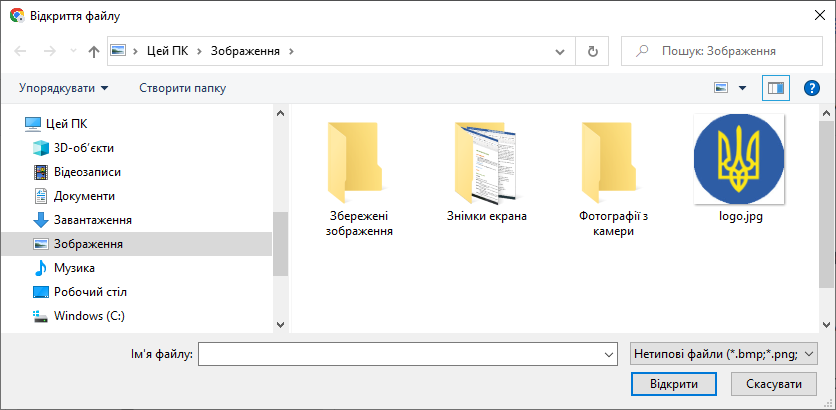 Відкриття файлу
Цей ПК > Зображення >
Пошук: Зображення
Упорядкувати
Створити папку
Цей ПК
3D-об'єкти
Відеозаписи
Документи
Завантаження
Зображення
Музика
Робочий стіл
Windows (C:)
Збережені
зображення
Знімки екрана
Фотографії з
камери
logo.jpg
Ім'я файлу:
Нетипові файли (*.bmp;*.png;
Відкрити
Скасувати